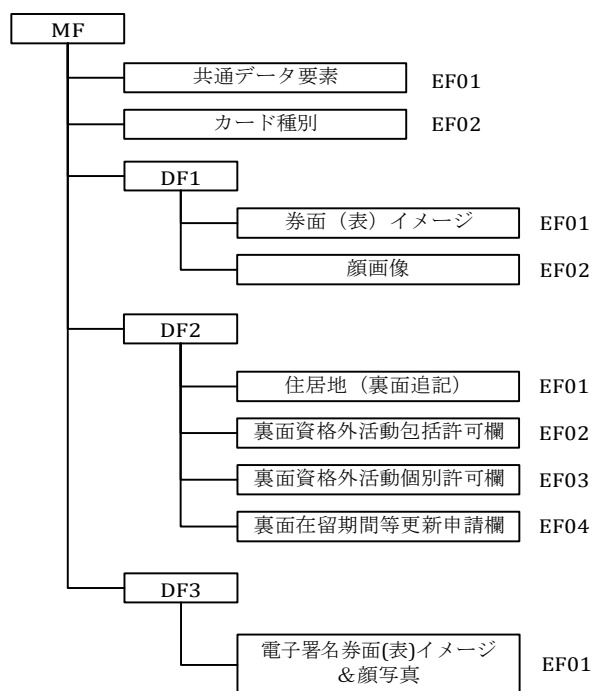 MF
共通データ要素 EF01
カード種別 EF02
DF1
券面（表）イメージ EF01
顔画像 EF02
DF2
住居地（裏面追記） EF01
裏面資格外活動包括許可欄 EF02
裏面資格外活動個別許可欄 EF03
裏面在留期間等更新申請欄 EF04
DF3
電子署名券面(表)イメージ
＆顔写真 EF01